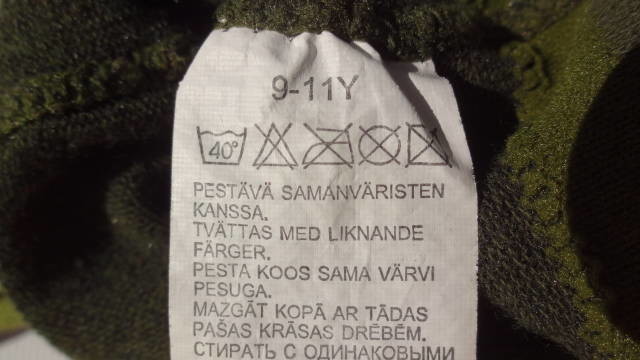 9-11Y
40°
PESTÄVÄ SAMANVÄRISTEN
KANSSA.
TVÄTTAS MED LIKNANDE
FÄRGER.
PESTA KOOS SAMA VÄRVI
PESUGA.
MAZGĀT KOPĀ AR TĀDAS
PAŠAS KRĀSAS DRĒBĒM.
СТИРАТЬ С ОДИНАКОВЫМИ